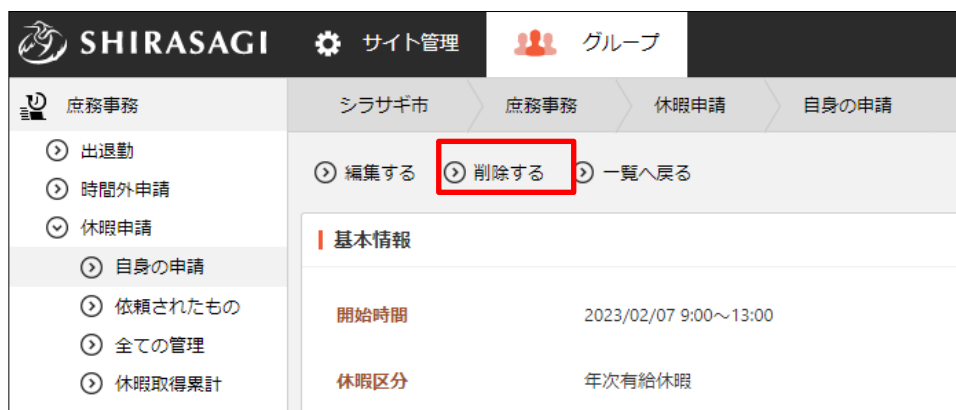 SHIRASAGI サイト管理 グループ
庶務事務
シラサギ市 庶務事務 休暇申請 自身の申請
出退勤
時間外申請
休暇申請
自身の申請
依頼されたもの
全ての管理
休暇取得累計
編集する 削除する 一覧へ戻る
基本情報
開始時間 2023/02/07 9:00～13:00
休暇区分 年次有給休暇